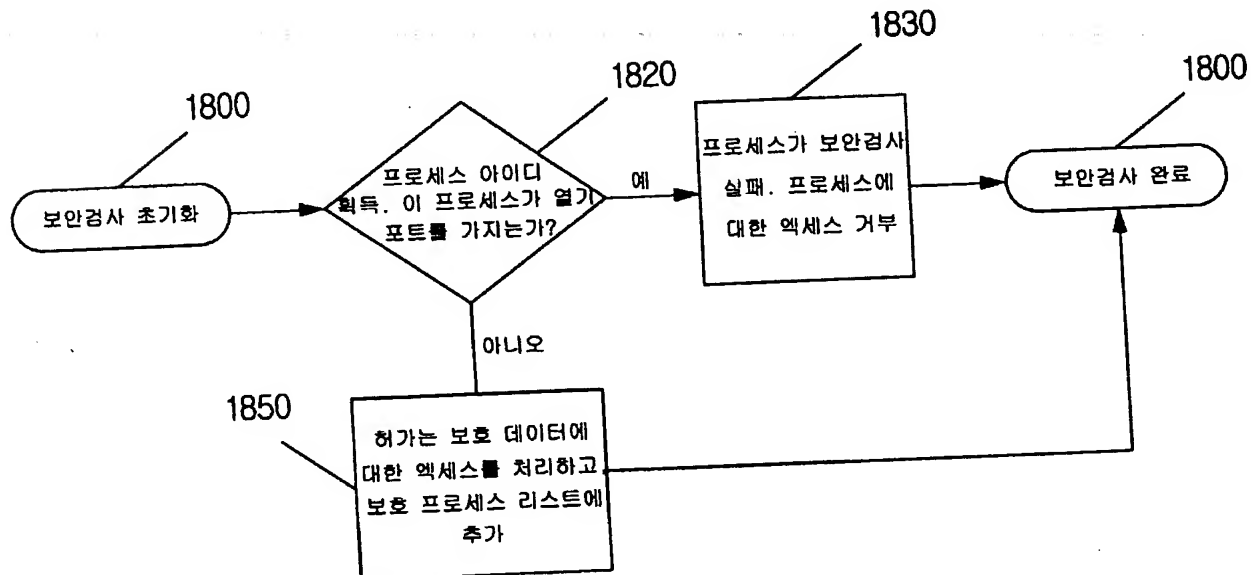 1830
1820
1800
1800
프로세스 아이디
획득. 이 프로세스가 열기
포트를 가지는가?
예
프로세스가 보안검사
실패. 프로세스에
대한 엑세스 거부
보안검사 초기화
보안검사 완료
아니오
1850
허가는 보호 데이터에
대한 엑세스를 처리하고
보호 프로세스 리스트에
추가